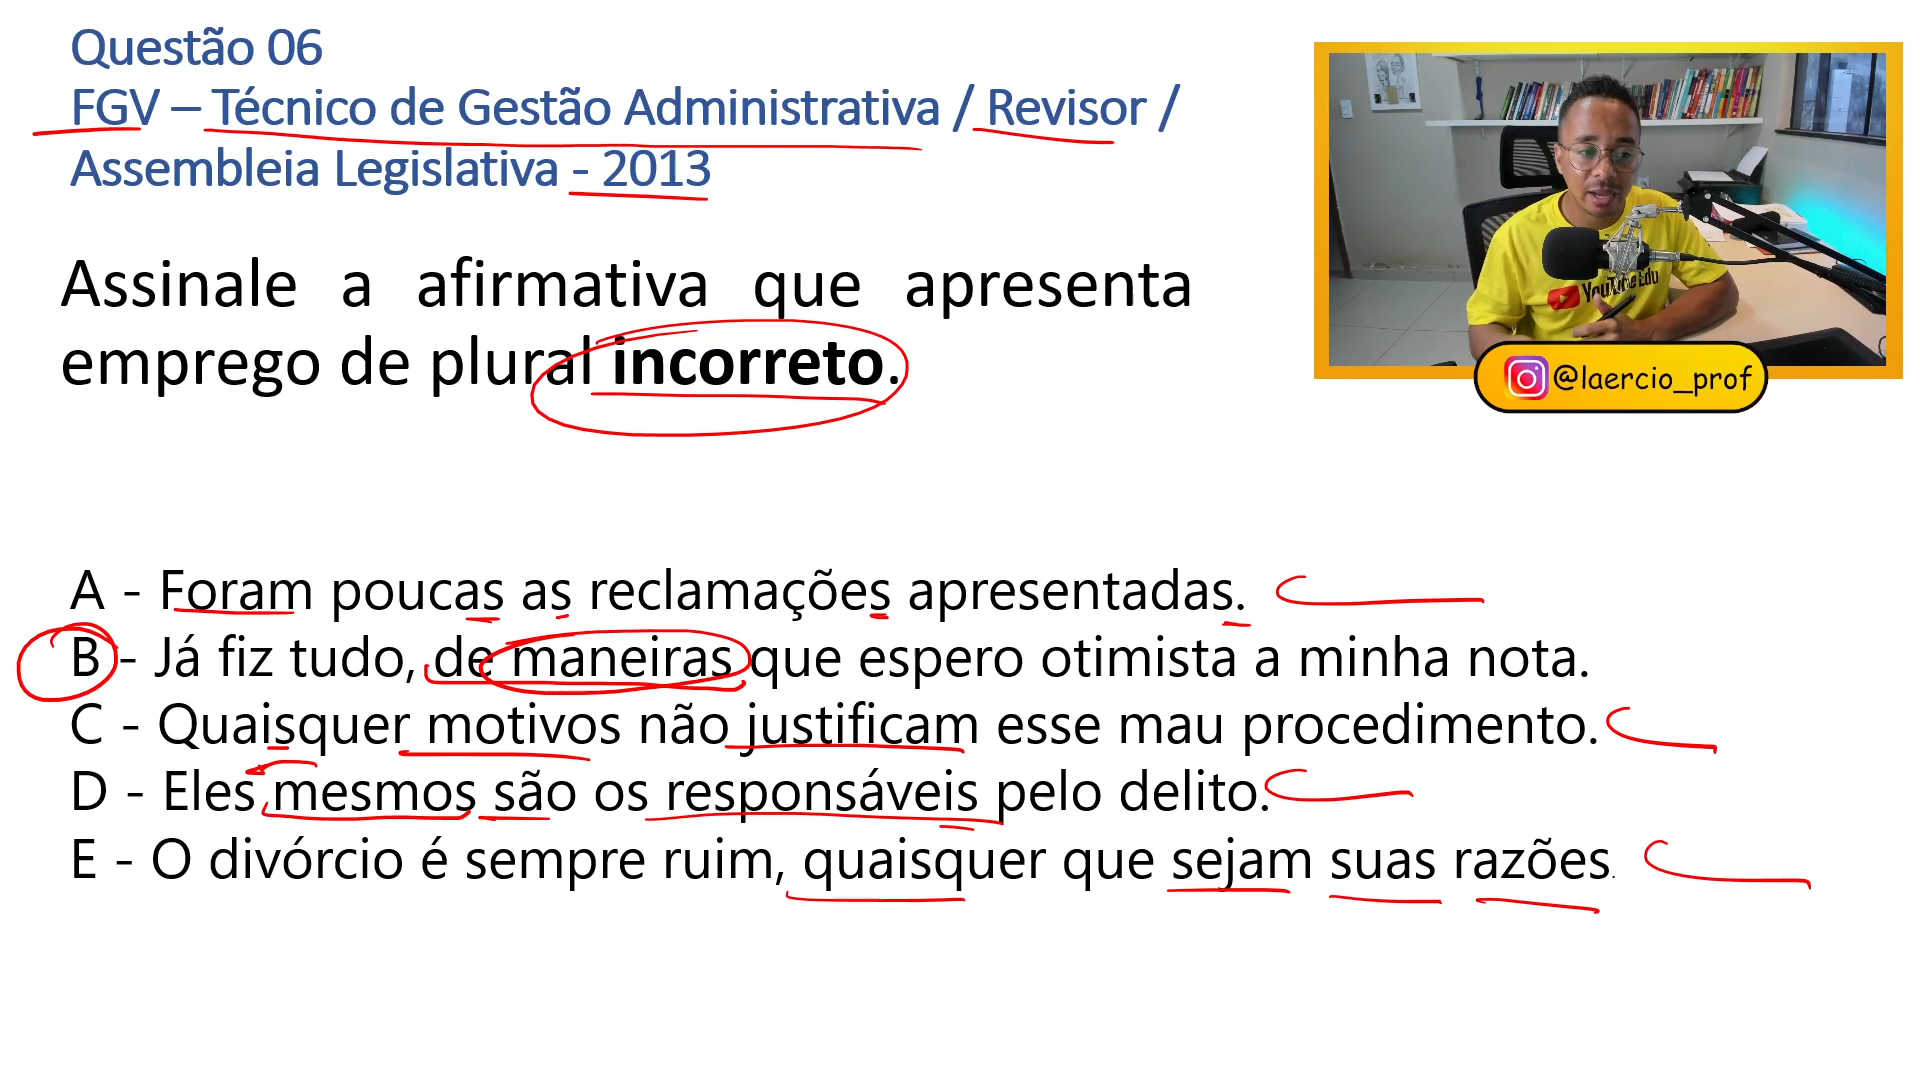 Questão 06
FGV – Técnico de Gestão Administrativa / Revisor /
Assembleia Legislativa - 2013
Assinale a afirmativa que apresenta
emprego de plural incorreto.
YouTube Edu
@laercio_prof
A - Foram poucas as reclamações apresentadas.
B - Já fiz tudo, de maneiras que espero otimista a minha nota.
C - Quaisquer motivos não justificam esse mau procedimento.
D - Eles mesmos são os responsáveis pelo delito.
E - O divórcio é sempre ruim, quaisquer que sejam suas razões.